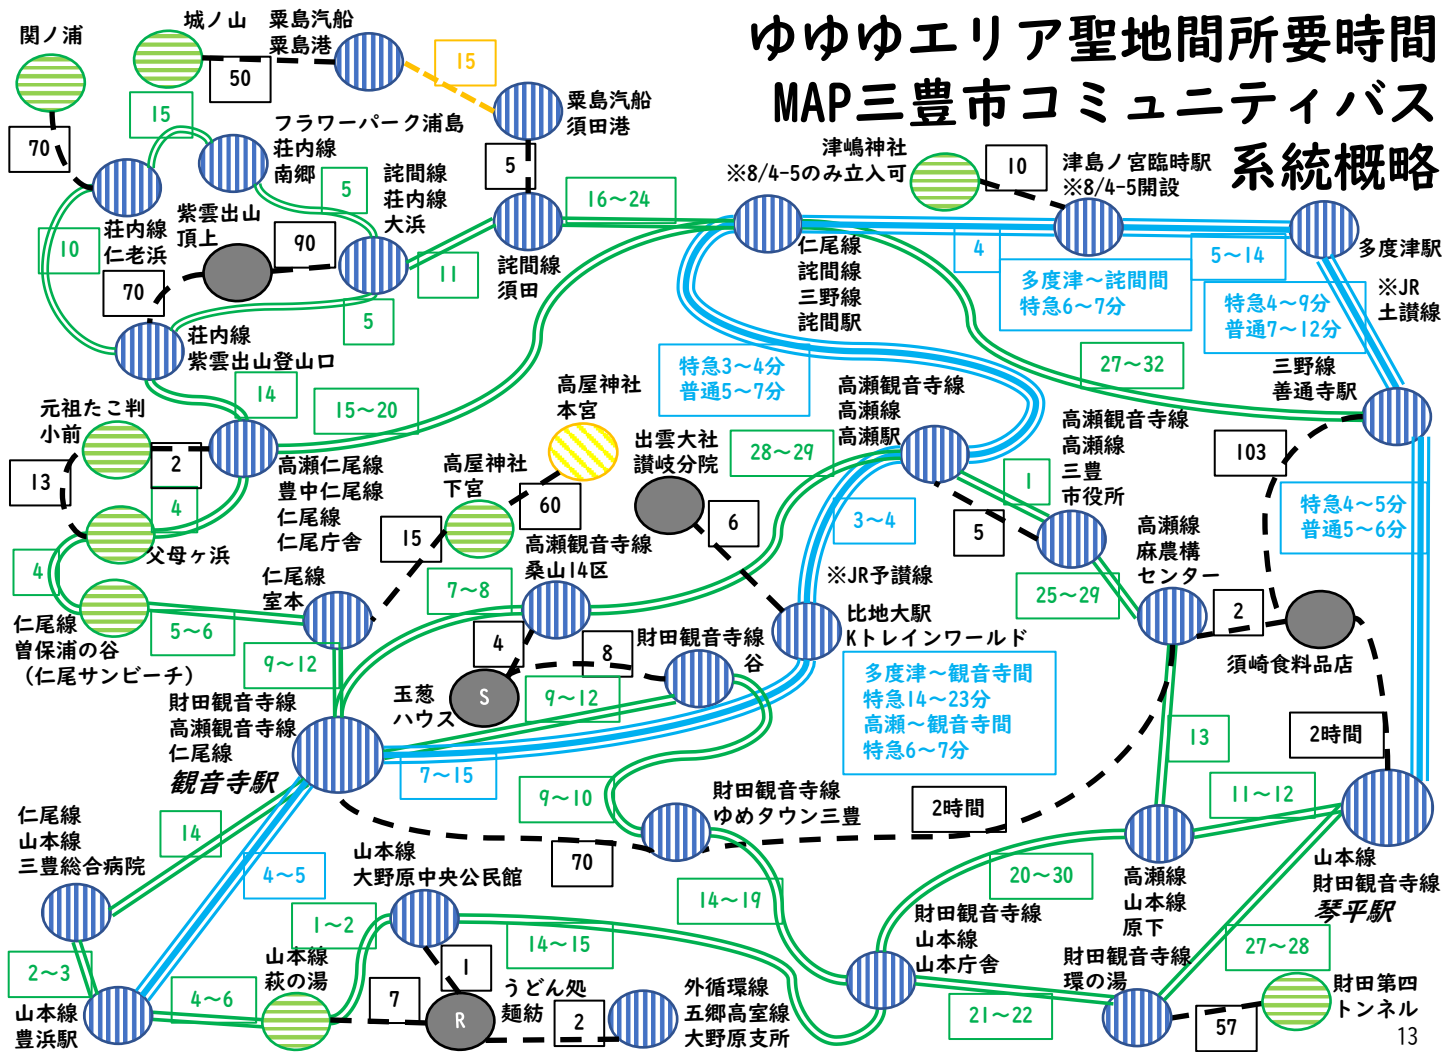 ゆゆゆエリア聖地間所要時間
MAP三豊市コミュニティバス
系統概略
関ノ浦
城ノ山
粟島汽船
粟島港
15
50
粟島汽船
須田港
15
70
フラワーパーク浦島
荘内線
南郷
5
詫間線
荘内線
大浜
5
16～24
津嶋神社
※8/4-5のみ立入可
10
津島ノ宮臨時駅
※8/4-5開設
荘内線
仁老浜
紫雲出山
頂上
90
10
70
11
詫間線
須田
仁尾線
詫間線
三野線
詫間駅
4
多度津～詫間間
特急6～7分
5～14
多度津駅
※JR
土讃線
特急4～9分
普通7～12分
5
荘内線
紫雲出山登山口
14
15～20
特急3～4分
普通5～7分
27～32
三野線
善通寺駅
元祖たこ判
小前
2
13
4
高瀬仁尾線
豊中仁尾線
仁尾線
仁尾庁舎
高屋神社
本宮
高屋神社
下宮
60
15
出雲大社
讃岐分院
6
28～29
高瀬観音寺線
高瀬線
高瀬駅
高瀬観音寺線
高瀬線
三豊
市役所
1
5
3～4
103
特急4～5分
普通5～6分
父母ヶ浜
4
仁尾線
室本
7～8
高瀬観音寺線
桑山14区
※JR予讃線
25～29
高瀬線
麻農構
センター
2
須崎食料品店
仁尾線
曽保浦の谷
(仁尾サンビーチ)
5～6
9～12
4
8
財田観音寺線
谷
比地大駅
Kトレインワールド
多度津～観音寺間
特急14～23分
高瀬～観音寺間
特急6～7分
玉葱
ハウス
S
9～12
財田観音寺線
高瀬観音寺線
仁尾線
観音寺駅
7～15
9～10
財田観音寺線
ゆめタウン三豊
2時間
13
2時間
11～12
仁尾線
山本線
三豊総合病院
14
4～5
70
山本線
大野原中央公民館
14～19
20～30
高瀬線
山本線
原下
山本線
財田観音寺線
琴平駅
2～3
1～2
14～15
財田観音寺線
山本線
山本庁舎
27～28
山本線
豊浜駅
4～6
山本線
萩の湯
7
1
R
うどん処
麺紡
2
外循環線
五郷高室線
大野原支所
21～22
財田観音寺線
環の湯
57
財田第四
トンネル
13